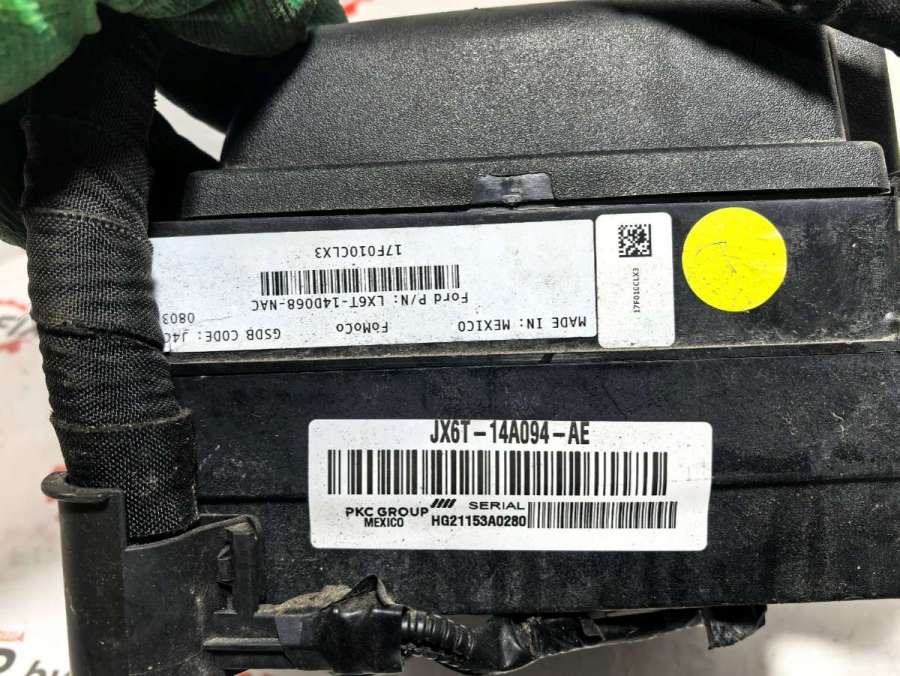 MADE IN: MEXICO
FoMoCo
GSDB CODE: J4
0803
Ford P/N: LX6T-14D068-NAC
17F010CLX3
17F010CLX3
JX6T-14A094-AE
PKC GROUP
MEXICO
SERIAL
HG21153A0280